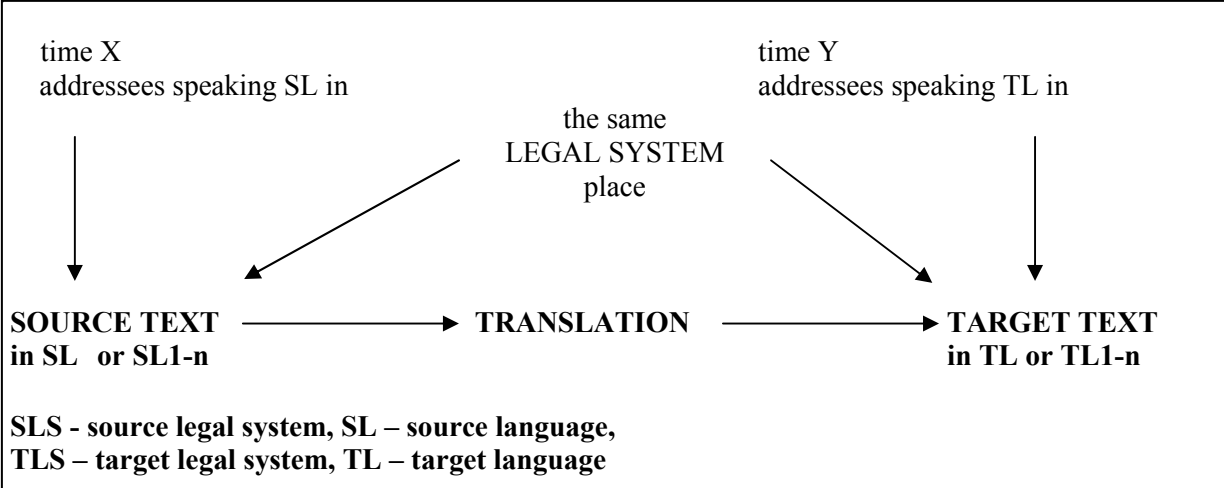 time X
addressees speaking SL in
time Y
addressees speaking TL in
the same
LEGAL SYSTEM
place
SOURCE TEXT
in SL or SL1-n
TRANSLATION
TARGET TEXT
in TL or TL1-n
SLS - source legal system, SL – source language,
TLS – target legal system, TL – target language